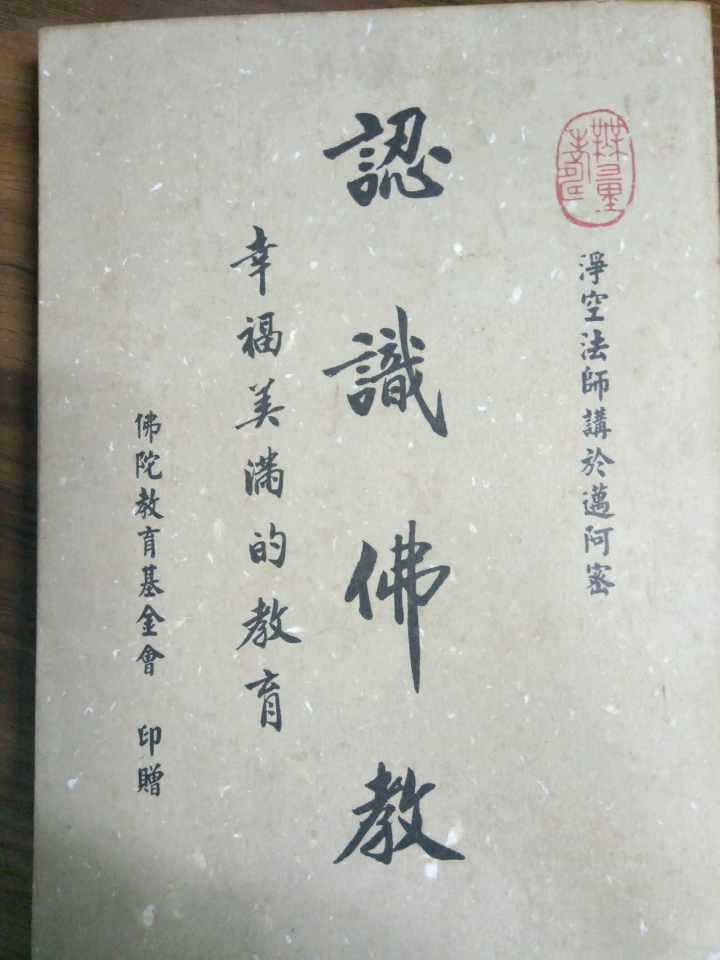 淨空法師講於邁阿密
認識佛教
幸福美滿的教育
佛陀教育基金會 印贈